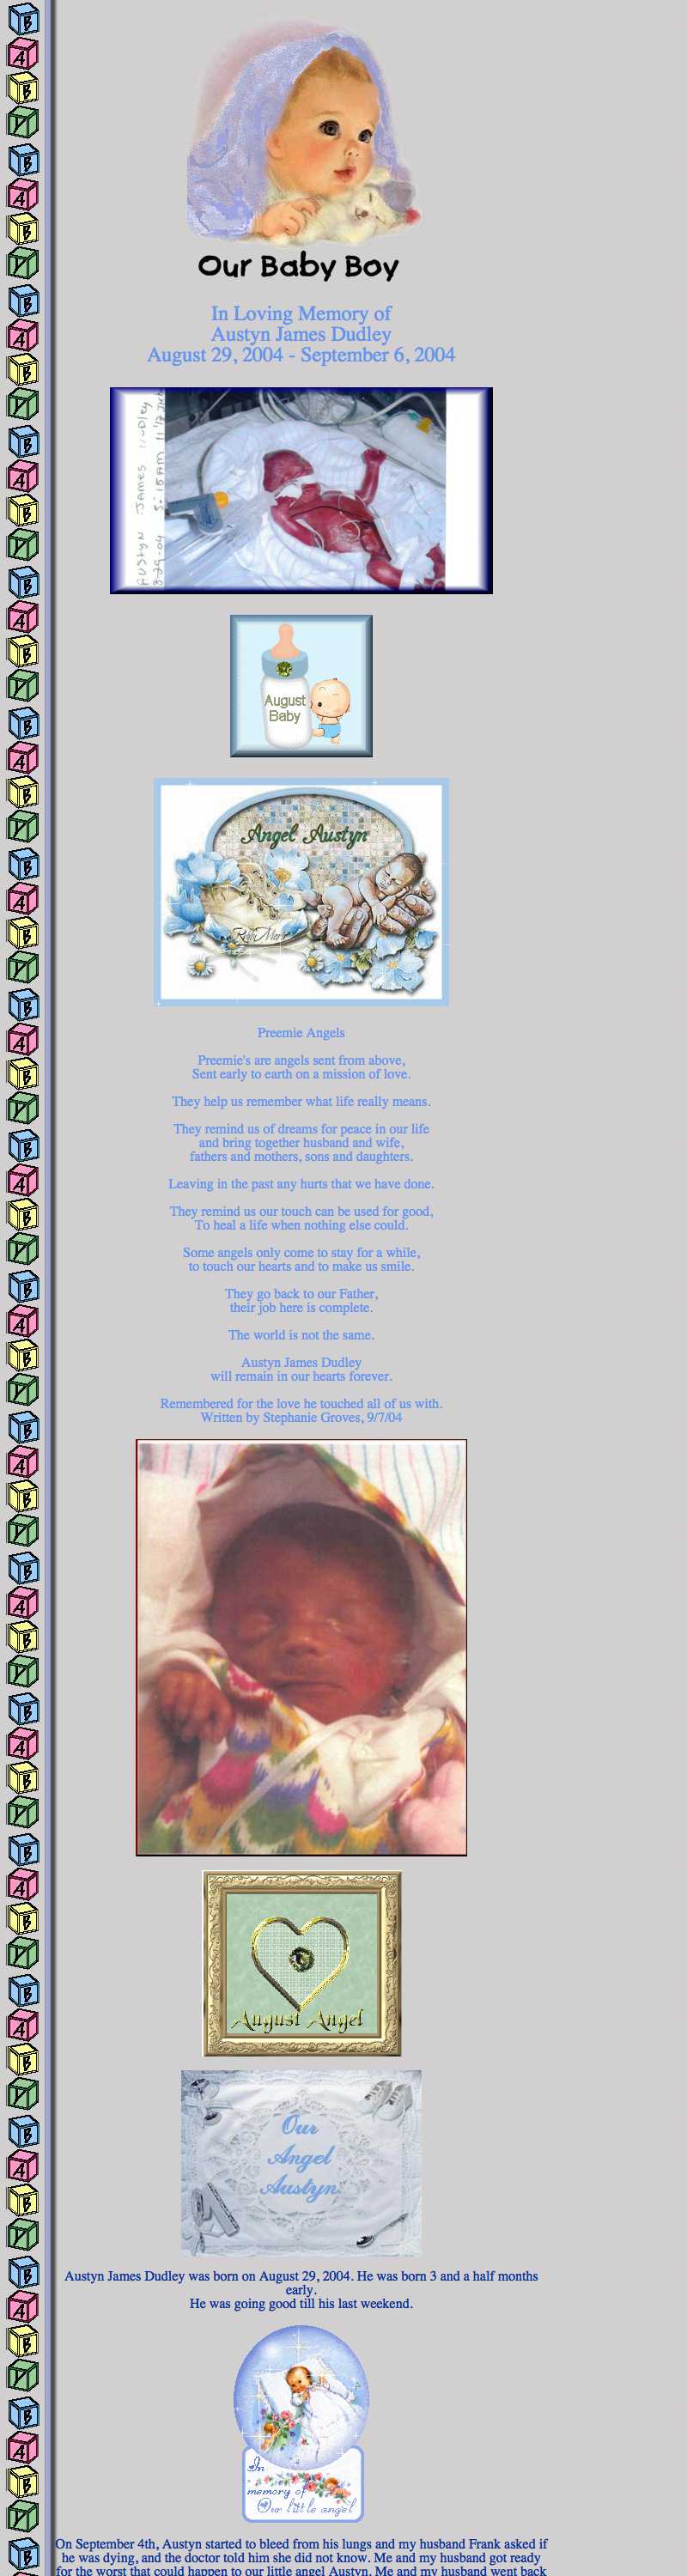 Our Baby Boy
In Loving Memory of
Austyn James Dudley
August 29, 2004 - September 6, 2004
Austyn James Dudley
8-29-04 5:18AM
August
Baby
Angel Austyn
Preemie Angels
Preemie's are angels sent from above,
Sent early to earth on a mission of love.
They help us remember what life really means.
They remind us of dreams for peace in our life
and bring together husband and wife,
fathers and mothers, sons and daughters.
Leaving in the past any hurts that we have done.
They remind us our touch can be used for good,
To heal a life when nothing else could.
Some angels only come to stay for a while,
to touch our hearts and to make us smile.
They go back to our Father,
their job here is complete.
The world is not the same.
Austyn James Dudley
will remain in our hearts forever.
Remembered for the love he touched all of us with.
Written by Stephanie Groves, 9/7/04
August Angel
Our
Angel
Austyn
Austyn James Dudley was born on August 29, 2004. He was born 3 and a half months
early.
He was going good till his last weekend.
In
memory of
Our little angel
On September 4th, Austyn started to bleed from his lungs and my husband Frank asked if
he was dying, and the doctor told him she did not know. Me and my husband got ready
for the worst that could happen to our little angel Austyn. Me and my husband went back